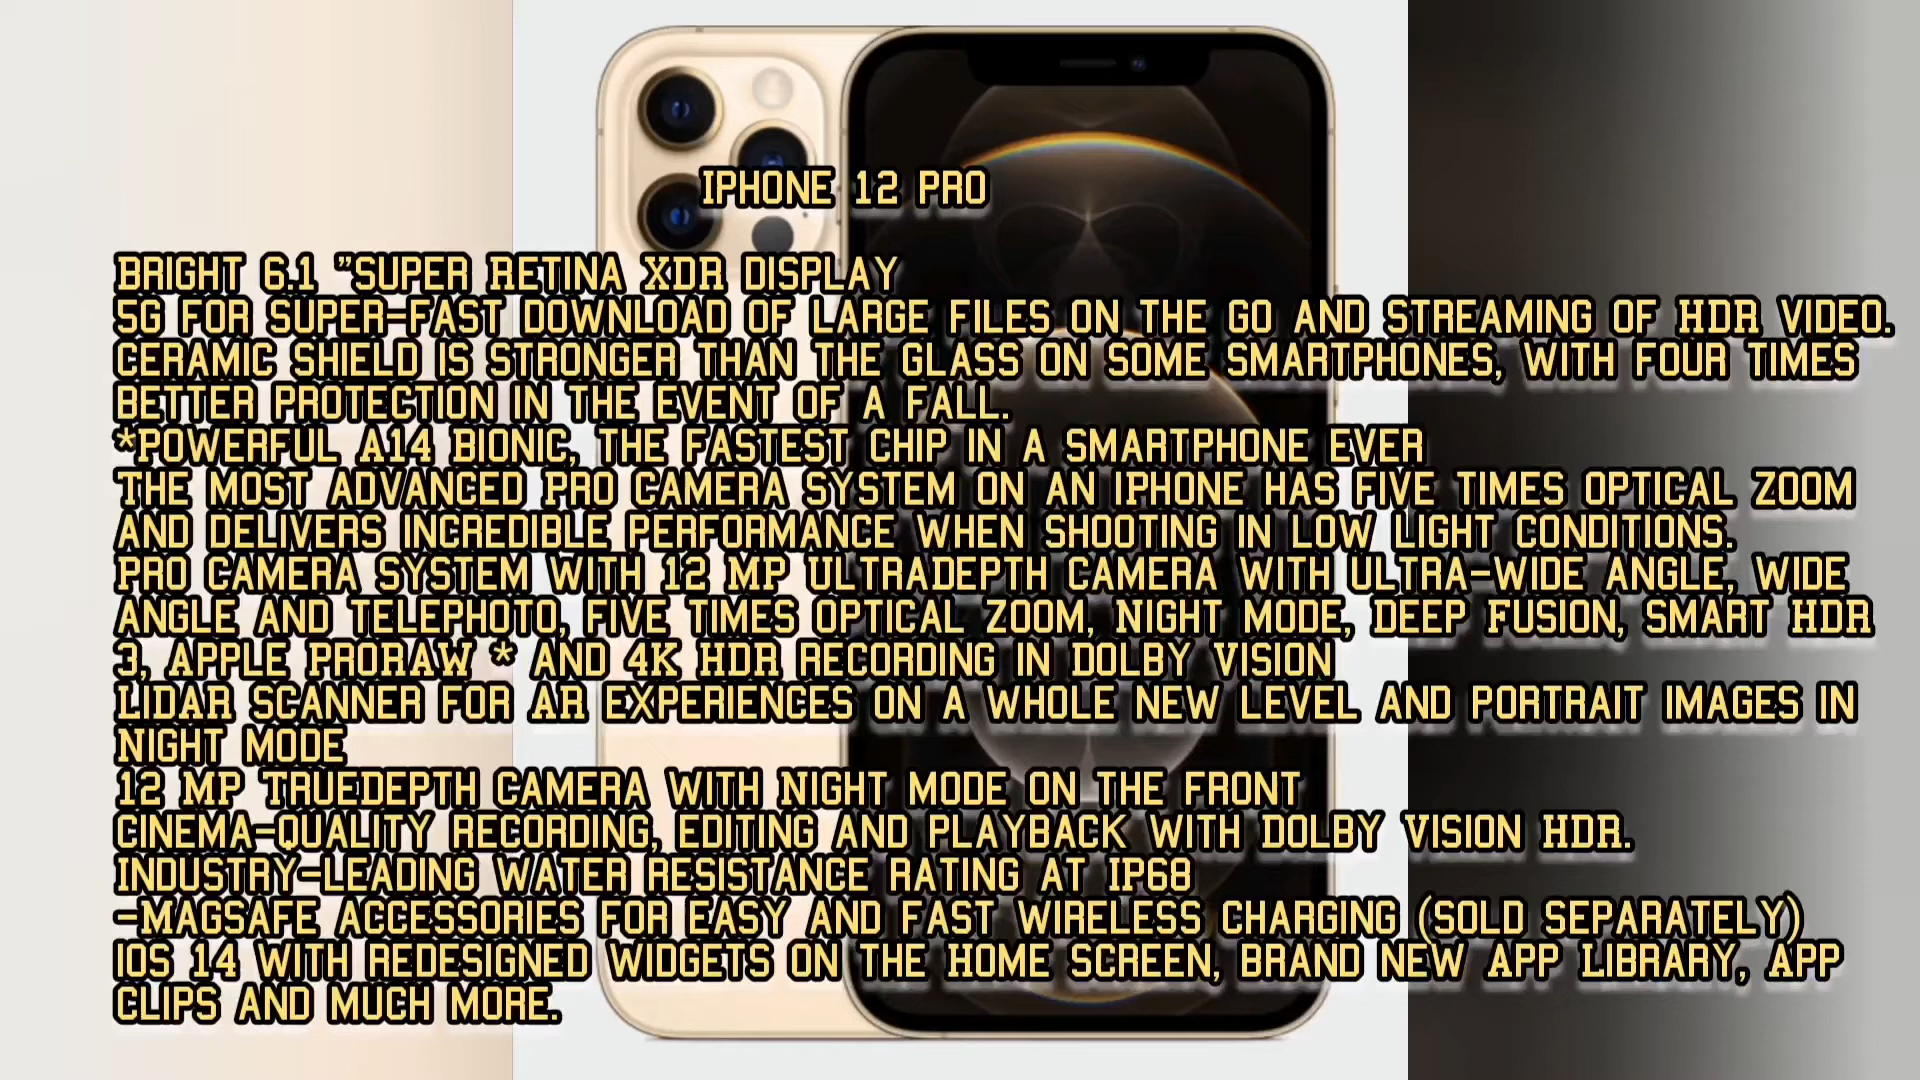 IPHONE 12 PRO
BRIGHT 6.1 "SUPER RETINA XDR DISPLAY
5G FOR SUPER-FAST DOWNLOAD OF LARGE FILES ON THE GO AND STREAMING OF HDR VIDEO.
CERAMIC SHIELD IS STRONGER THAN THE GLASS ON SOME SMARTPHONES, WITH FOUR TIMES
BETTER PROTECTION IN THE EVENT OF A FALL.
*POWERFUL A14 BIONIC, THE FASTEST CHIP IN A SMARTPHONE EVER
THE MOST ADVANCED PRO CAMERA SYSTEM ON AN IPHONE HAS FIVE TIMES OPTICAL ZOOM
AND DELIVERS INCREDIBLE PERFORMANCE WHEN SHOOTING IN LOW LIGHT CONDITIONS.
PRO CAMERA SYSTEM WITH 12 MP ULTRADEPTH CAMERA WITH ULTRA-WIDE ANGLE, WIDE
ANGLE AND TELEPHOTO, FIVE TIMES OPTICAL ZOOM, NIGHT MODE, DEEP FUSION, SMART HDR
3, APPLE PRORAW * AND 4K HDR RECORDING IN DOLBY VISION
LIDAR SCANNER FOR AR EXPERIENCES ON A WHOLE NEW LEVEL AND PORTRAIT IMAGES IN
NIGHT MODE
12 MP TRUEDEPTH CAMERA WITH NIGHT MODE ON THE FRONT
CINEMA-QUALITY RECORDING, EDITING AND PLAYBACK WITH DOLBY VISION HDR.
INDUSTRY-LEADING WATER RESISTANCE RATING AT IP68
-MAGSAFE ACCESSORIES FOR EASY AND FAST WIRELESS CHARGING (SOLD SEPARATELY)
IOS 14 WITH REDESIGNED WIDGETS ON THE HOME SCREEN, BRAND NEW APP LIBRARY, APP
CLIPS AND MUCH MORE.